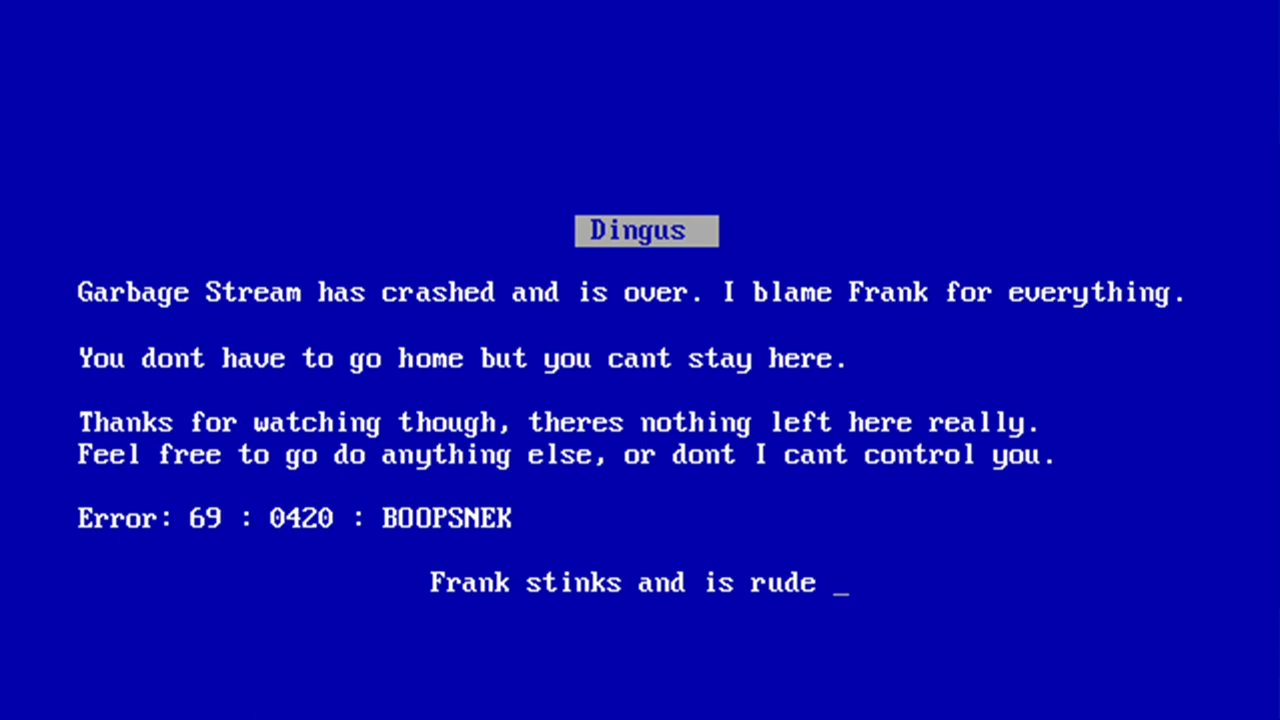 Dingus
Garbage Stream has crashed and is over. I blame Frank for everything.
You dont have to go home but you cant stay here.
Thanks for watching though, theres nothing left here really.
Feel free to go do anything else, or dont I cant control you.
Error: 69 : 0420 : BOOPSNEK
Frank stinks and is rude _